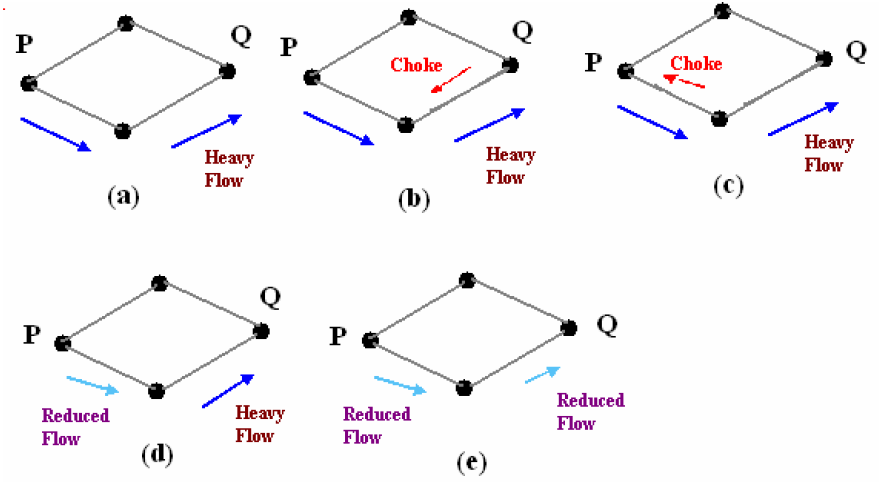 P
Q
Heavy
Flow
(a)
P
Q
Choke
Heavy
Flow
(b)
P
Q
Choke
Heavy
Flow
(c)
P
Q
Reduced
Flow
Heavy
Flow
(d)
P
Q
Reduced
Flow
Reduced
Flow
(e)